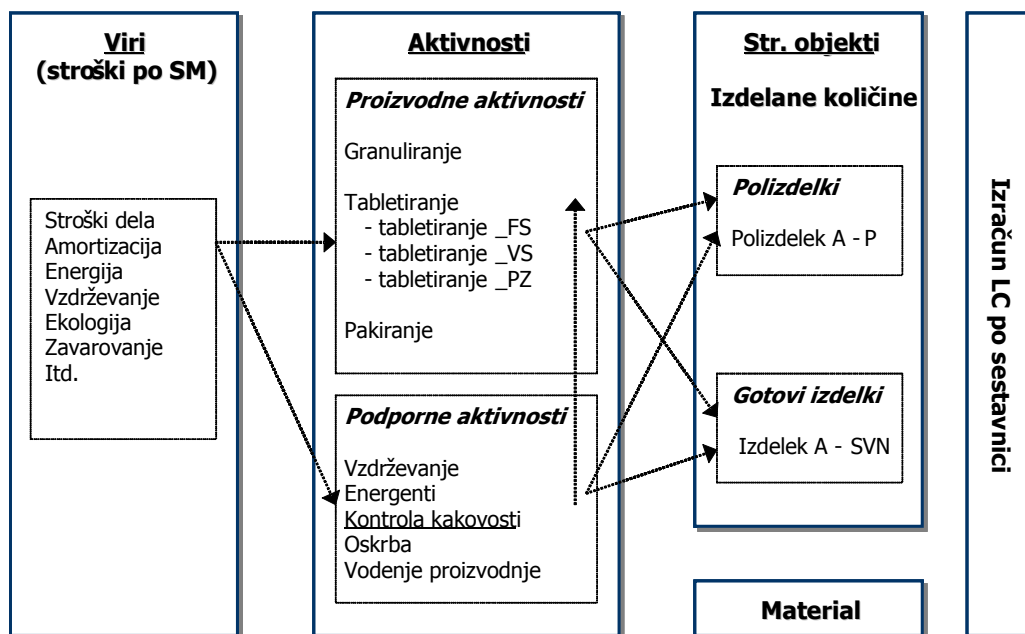 Viri
(stroški po SM)
Stroški dela
Amortizacija
Energija
Vzdrževanje
Ekologija
Zavarovanje
Itd.
Aktivnosti
Proizvodne aktivnosti
Granuliranje
Tabletiranje
- tabletiranje _FS
- tabletiranje _VS
- tabletiranje _PZ
Pakiranje
Podporne aktivnosti
Vzdrževanje
Energenti
Kontrola kakovosti
Oskrba
Vodenje proizvodnje
Str. objekti
Izdelane količine
Polizdelki
Polizdelek A - P
Gotovi izdelki
Izdelek A - SVN
Material
Izračun LC po sestavnici